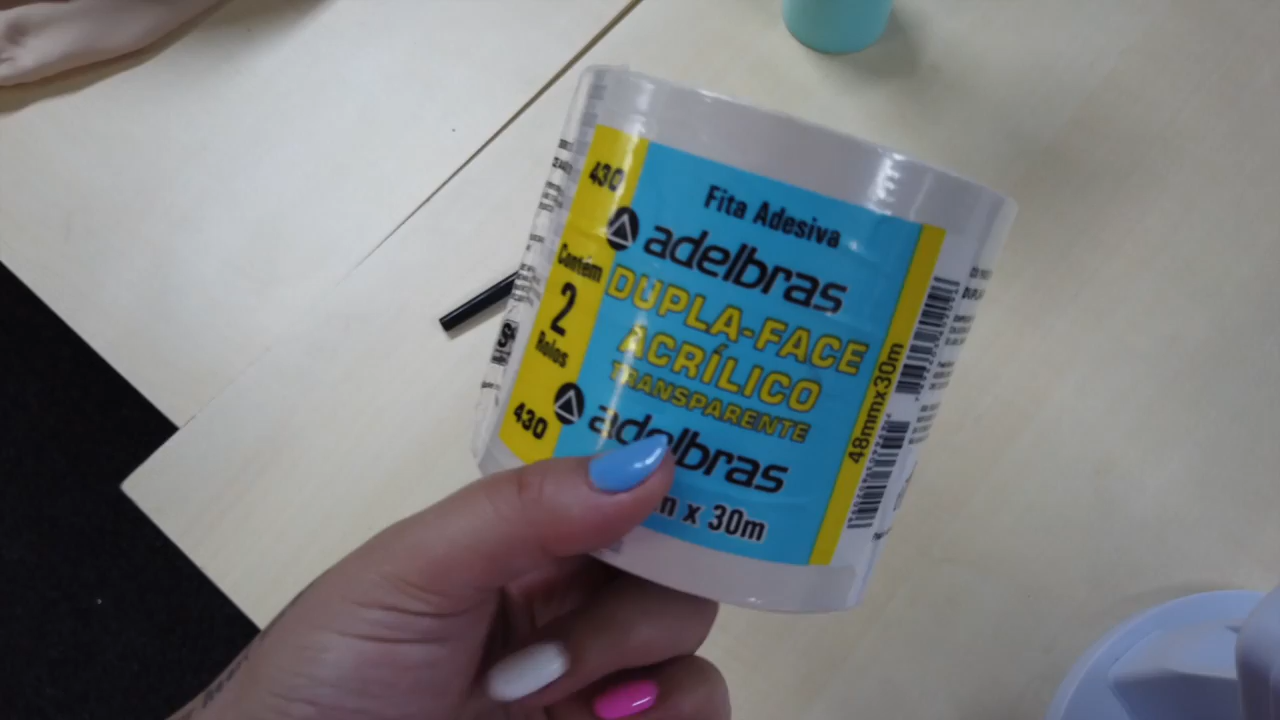 430
Contém
2
Rolos
430
Fita Adesiva
adelbras
DUPLA-FACE
ACRÍLICO
TRANSPARENTE
adelbras
x 30m
48mmx30m